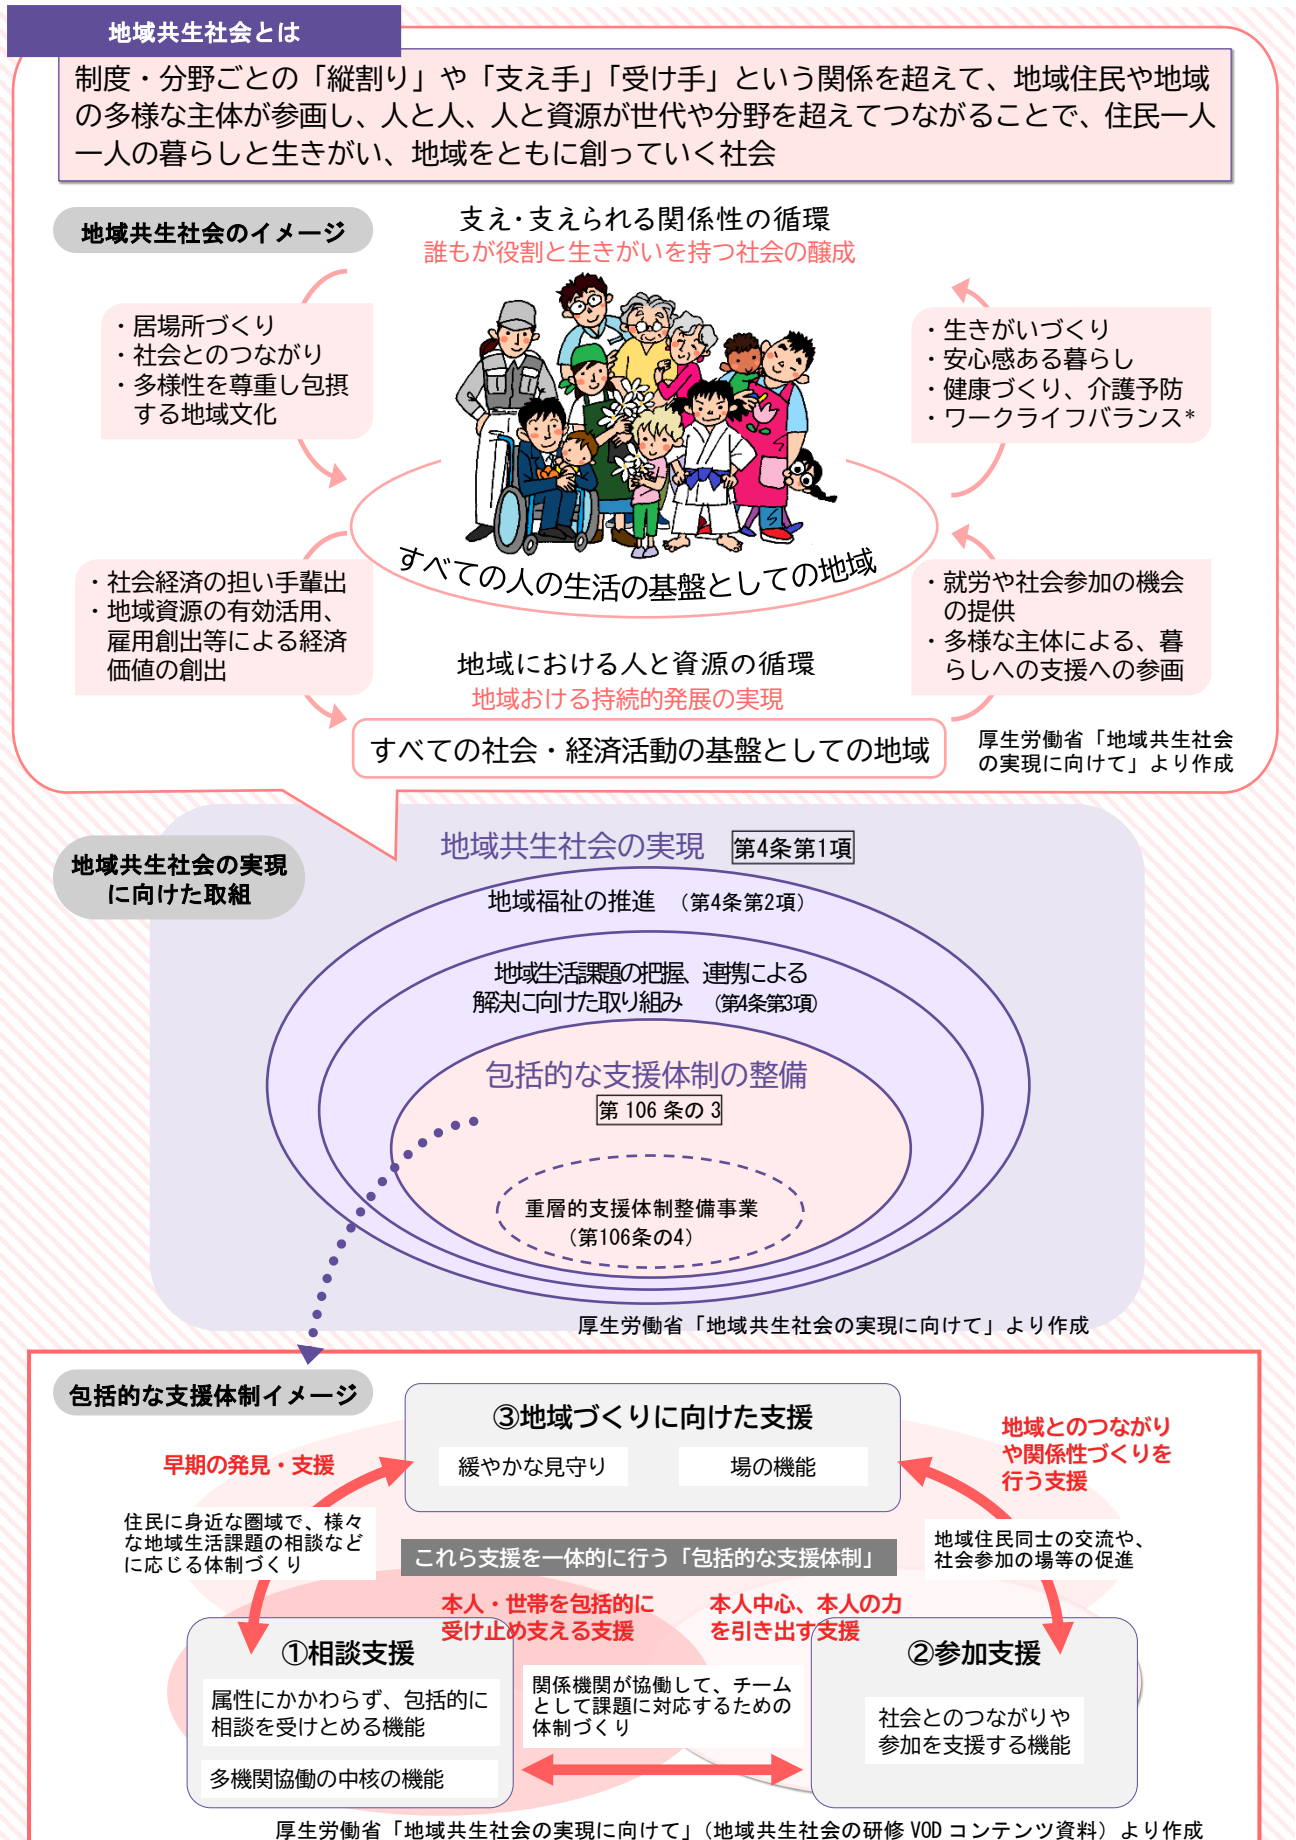 地域共生社会とは
制度・分野ごとの「縦割り」や「支え手」「受け手」という関係を超えて、地域住民や地域
の多様な主体が参画し、人と人、人と資源が世代や分野を超えてつながることで、住民一人
一人の暮らしと生きがい、地域をともに創っていく社会
地域共生社会のイメージ
支え・支えられる関係性の循環
誰もが役割と生きがいを持つ社会の醸成
・居場所づくり
・社会とのつながり
・多様性を尊重し包摂
する地域文化
・生きがいづくり
・安心感ある暮らし
・健康づくり、介護予防
・ワークライフバランス*
すべての人の生活の基盤としての地域
・社会経済の担い手輩出
・地域資源の有効活用、
雇用創出等による経済
価値の創出
・就労や社会参加の機会
の提供
・多様な主体による、暮
らしへの支援への参画
地域における人と資源の循環
地域おける持続的発展の実現
すべての社会・経済活動の基盤としての地域
厚生労働省「地域共生社会
の実現に向けて」より作成
地域共生社会の実現
に向けた取組
地域共生社会の実現 第4条第1項
地域福祉の推進 （第4条第2項）
地域生活課題の把握、連携による
解決に向けた取り組み （第4条第3項）
包括的な支援体制の整備
第 106 条の 3
重層的支援体制整備事業
（第106条の4）
厚生労働省「地域共生社会の実現に向けて」より作成
包括的な支援体制イメージ
③地域づくりに向けた支援
緩やかな見守り 場の機能
早期の発見・支援
地域とのつながり
や関係性づくりを
行う支援
住民に身近な圏域で、様々
な地域生活課題の相談など
に応じる体制づくり
地域住民同士の交流や、
社会参加の場等の促進
これら支援を一体的に行う「包括的な支援体制」
本人・世帯を包括的に
受け止め支える支援
本人中心、本人の力
を引き出す支援
①相談支援
属性にかかわらず、包括的に
相談を受けとめる機能
多機関協働の中核の機能
関係機関が協働して、チーム
として課題に対応するための
体制づくり
②参加支援
社会とのつながりや
参加を支援する機能
厚生労働省「地域共生社会の実現に向けて」（地域共生社会の研修 VOD コンテンツ資料）より作成